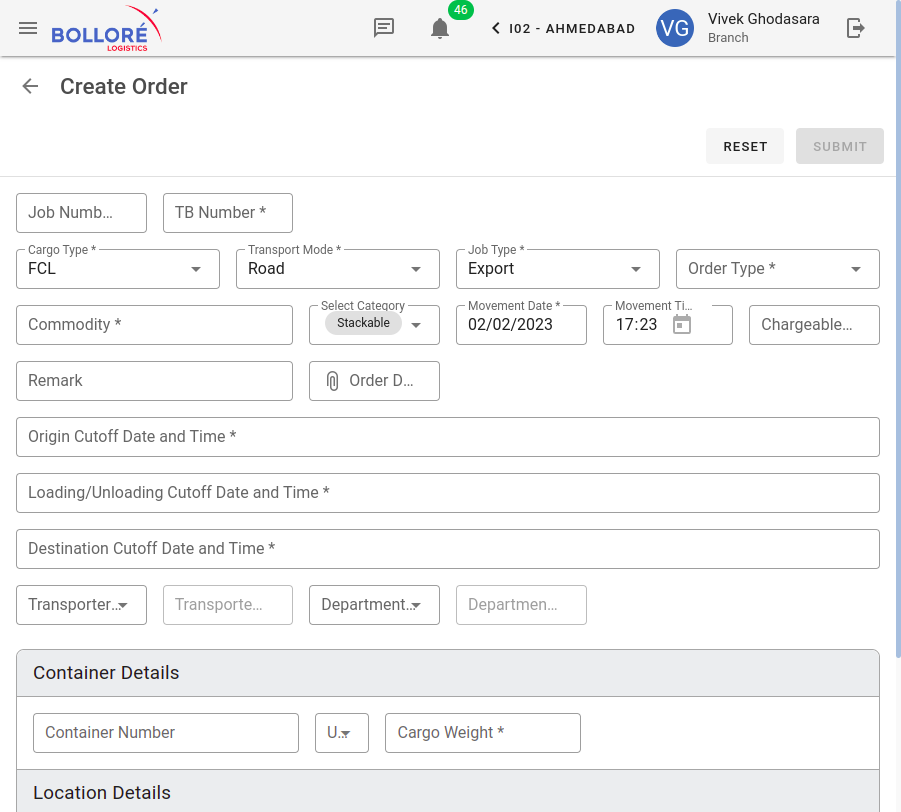 BOLLORÉ
LOGISTICS
46
I02 - AHMEDABAD
VG
Vivek Ghodasara
Branch
Create Order
RESET
SUBMIT
Job Numb…
TB Number *
Cargo Type *
FCL
Transport Mode *
Road
Job Type *
Export
Order Type *
Commodity *
Select Category
Stackable
Movement Date *
02/02/2023
Movement Ti…
17:23
Chargeable…
Remark
Order D…
Origin Cutoff Date and Time *
Loading/Unloading Cutoff Date and Time *
Destination Cutoff Date and Time *
Transporter…
Transporte…
Department…
Departmen…
Container Details
Container Number
U…
Cargo Weight *
Location Details